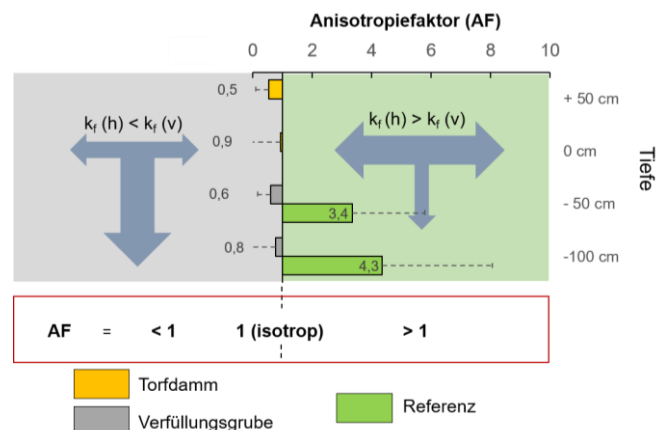 Anisotropiefaktor (AF)
0 2 4 6 8 10
0,5
+ 50 cm
kf (h) < kf (v)
kf (h) > kf (v)
0,9
0 cm
Tiefe
0,6
- 50 cm
3,4
0,8
-100 cm
4,3
AF = < 1 1 (isotrop) > 1
Torfdamm
Referenz
Verfüllungsgrube